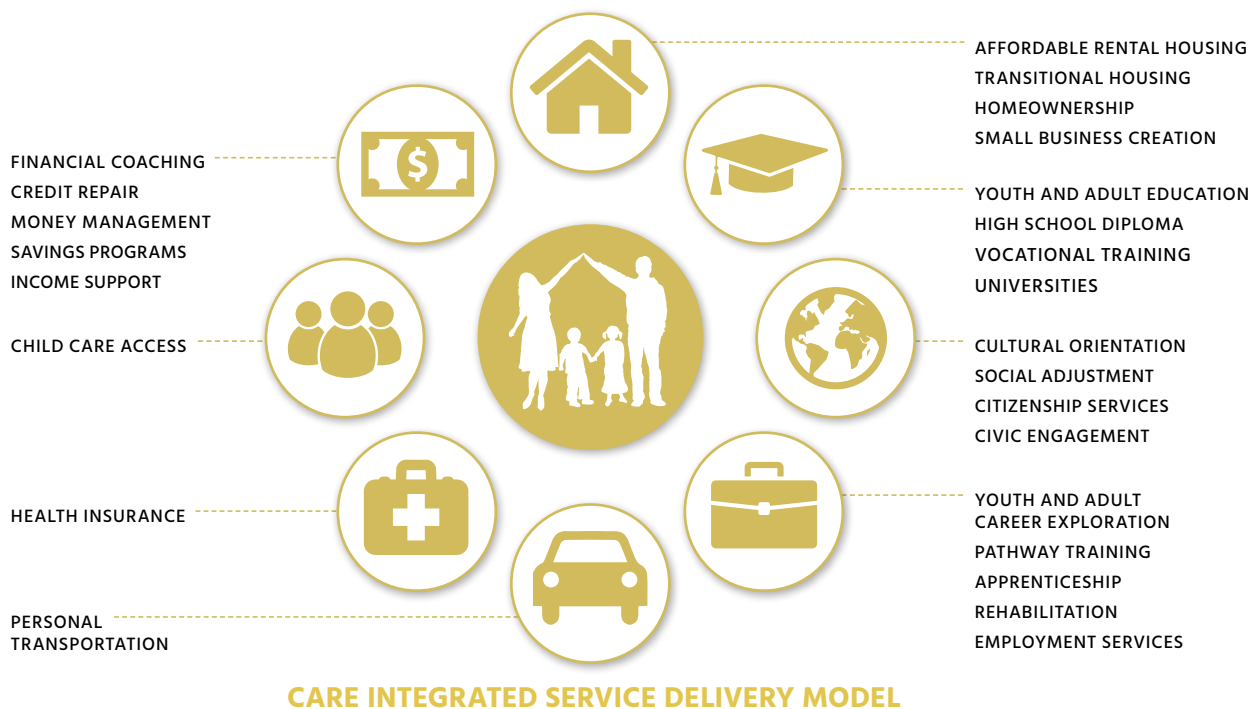 AFFORDABLE RENTAL HOUSING
TRANSITIONAL HOUSING
HOMEOWNERSHIP
SMALL BUSINESS CREATION
FINANCIAL COACHING
CREDIT REPAIR
MONEY MANAGEMENT
SAVINGS PROGRAMS
INCOME SUPPORT
$
YOUTH AND ADULT EDUCATION
HIGH SCHOOL DIPLOMA
VOCATIONAL TRAINING
UNIVERSITIES
CHILD CARE ACCESS
CULTURAL ORIENTATION
SOCIAL ADJUSTMENT
CITIZENSHIP SERVICES
CIVIC ENGAGEMENT
HEALTH INSURANCE
YOUTH AND ADULT
CAREER EXPLORATION
PATHWAY TRAINING
APPRENTICESHIP
REHABILITATION
EMPLOYMENT SERVICES
PERSONAL
TRANSPORTATION
CARE INTEGRATED SERVICE DELIVERY MODEL